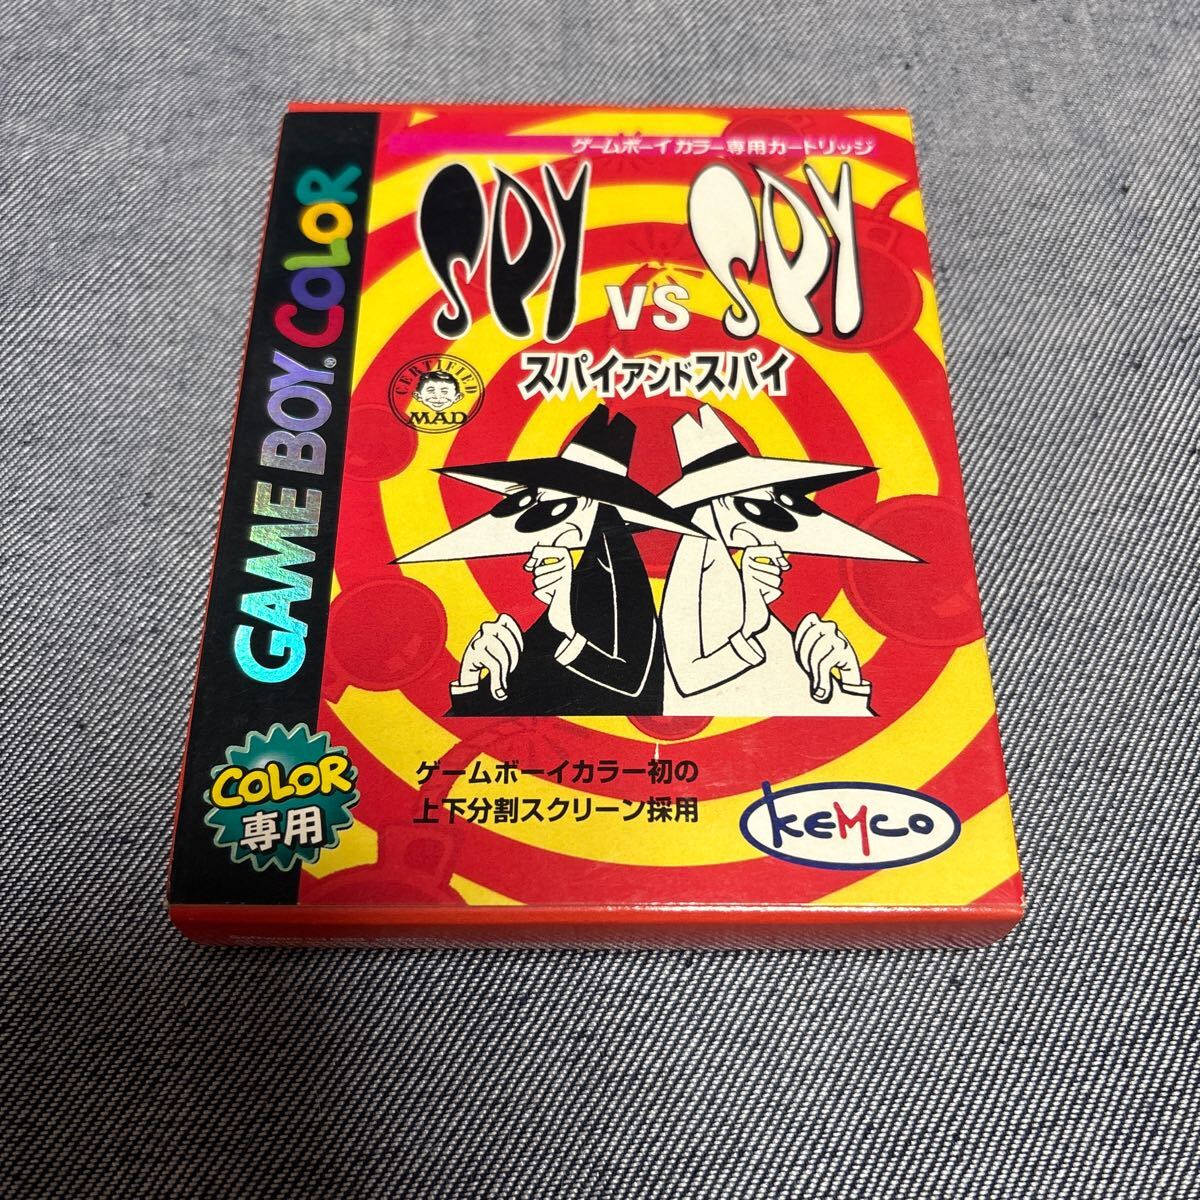 ゲームボーイカラー専用カートリッジ
SPY VS SPY
スパイアンドスパイ
CERTIFIED
MAD
GAME BOY COLOR
COLOR
専用
ゲームボーイカラー初の
上下分割スクリーン採用
KEMCO